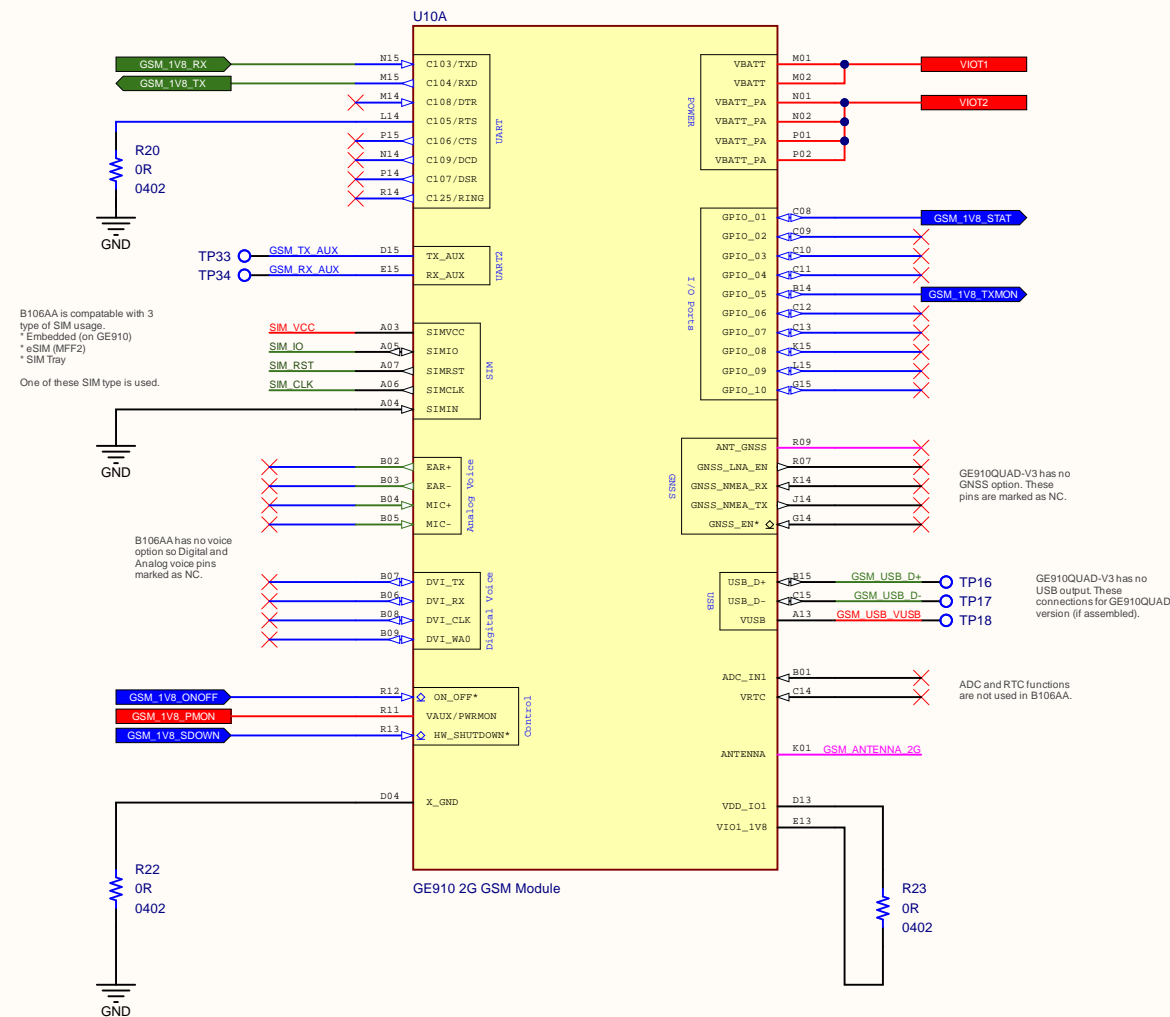 U10A
GSM_1V8_RX
N15
C103/TXD
GSM_1V8_TX
M15
C104/RXD
M14
C108/DTR
L14
C105/RTS
P15
C106/CTS
N14
C109/DCD
P14
C107/DSR
R14
C125/RING
UART
R20
0R
0402
GND
TP33
GSM_TX_AUX
D15
TX_AUX
TP34
GSM_RX_AUX
E15
RX_AUX
UART2
B106AA is compatable with 3
type of SIM usage.
* Embedded (on GE910)
* eSIM (MFF2)
* SIM Tray
One of these SIM type is used.
SIM_VCC
A03
SIMVCC
SIM_IO
A05
SIMIO
SIM_RST
A07
SIMRST
SIM_CLK
A06
SIMCLK
A04
SIMIN
SIM
GND
B02
EAR+
B03
EAR-
B04
MIC+
B05
MIC-
Analog Voice
B106AA has no voice
option so Digital and
Analog voice pins
marked as NC.
B07
DVI_TX
B06
DVI_RX
B08
DVI_CLK
B09
DVI_WA0
Digital Voice
GSM_1V8_ONOFF
R12
ON_OFF*
GSM_1V8_PMON
R11
VAUX/PWRMON
GSM_1V8_SDOWN
R13
HW_SHUTDOWN*
Control
D04
X_GND
R22
0R
0402
GND
VBATT
M01
VIOT1
VBATT
M02
VBATT_PA
N01
VIOT2
VBATT_PA
N02
VBATT_PA
P01
VBATT_PA
P02
POWER
GPIO_01
C08
GSM_1V8_STAT
GPIO_02
C09
GPIO_03
C10
GPIO_04
C11
GPIO_05
B14
GSM_1V8_TXMON
GPIO_06
C12
GPIO_07
C13
GPIO_08
K15
GPIO_09
L15
GPIO_10
G15
I/O Ports
ANT_GNSS
R09
GNSS_LNA_EN
R07
GNSS_NMEA_RX
K14
GNSS_NMEA_TX
J14
GNSS_EN*
G14
GNSS
GE910QUAD-V3 has no
GNSS option. These
pins are marked as NC.
USB_D+
B15
GSM_USB_D+
TP16
USB_D-
C15
GSM_USB_D-
TP17
VUSB
A13
GSM_USB_VUSB
TP18
USB
GE910QUAD-V3 has no
USB output. These
connections for GE910QUAD
version (if assembled).
ADC_IN1
B01
VRTC
C14
ADC and RTC functions
are not used in B106AA.
ANTENNA
K01
GSM_ANTENNA_2G
VDD_IO1
D13
VIO1_1V8
E13
R23
0R
0402
GE910 2G GSM Module